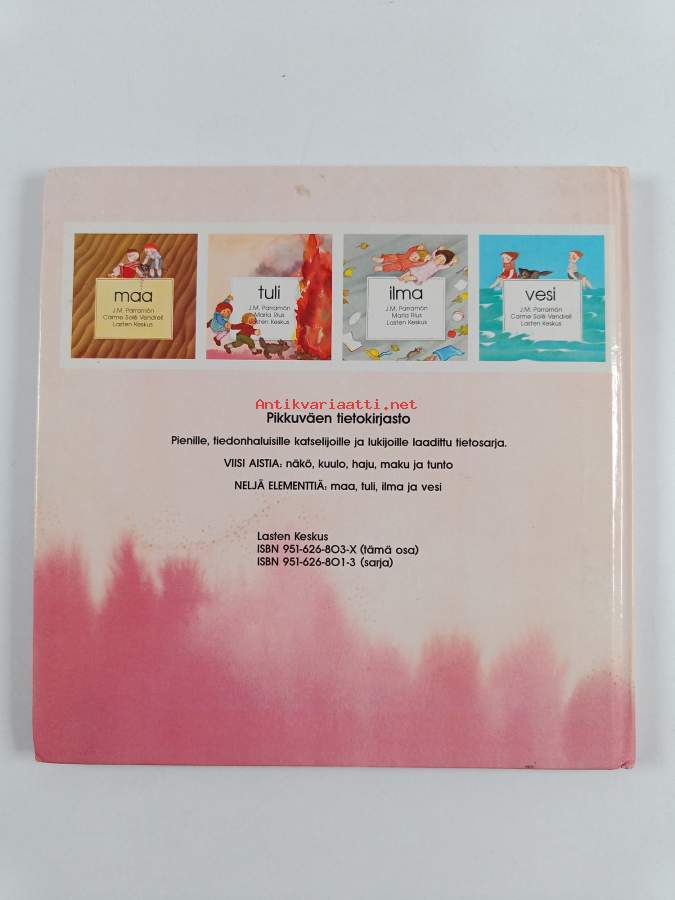 maa
J.M. Parramón
Carme Solé Vendrell
Lasten Keskus
tuli
J.M. Parramón
Maria Rius
Lasten Keskus
ilma
J.M. Parramón
Maria Rius
Lasten Keskus
vesi
J.M. Parramón
Carme Solé Vendrell
Lasten Keskus
Antikvariaatti.net
Pikkuväen tietokirjasto
Pienille, tiedonhaluisille katselijoille ja lukijoille laadittu tietosarja.
VIISI AISTIA: näkö, kuulo, haju, maku ja tunto
NELJÄ ELEMENTTIÄ: maa, tuli, ilma ja vesi
Lasten Keskus
ISBN 951-626-803-X (tämä osa)
ISBN 951-626-801-3 (sarja)